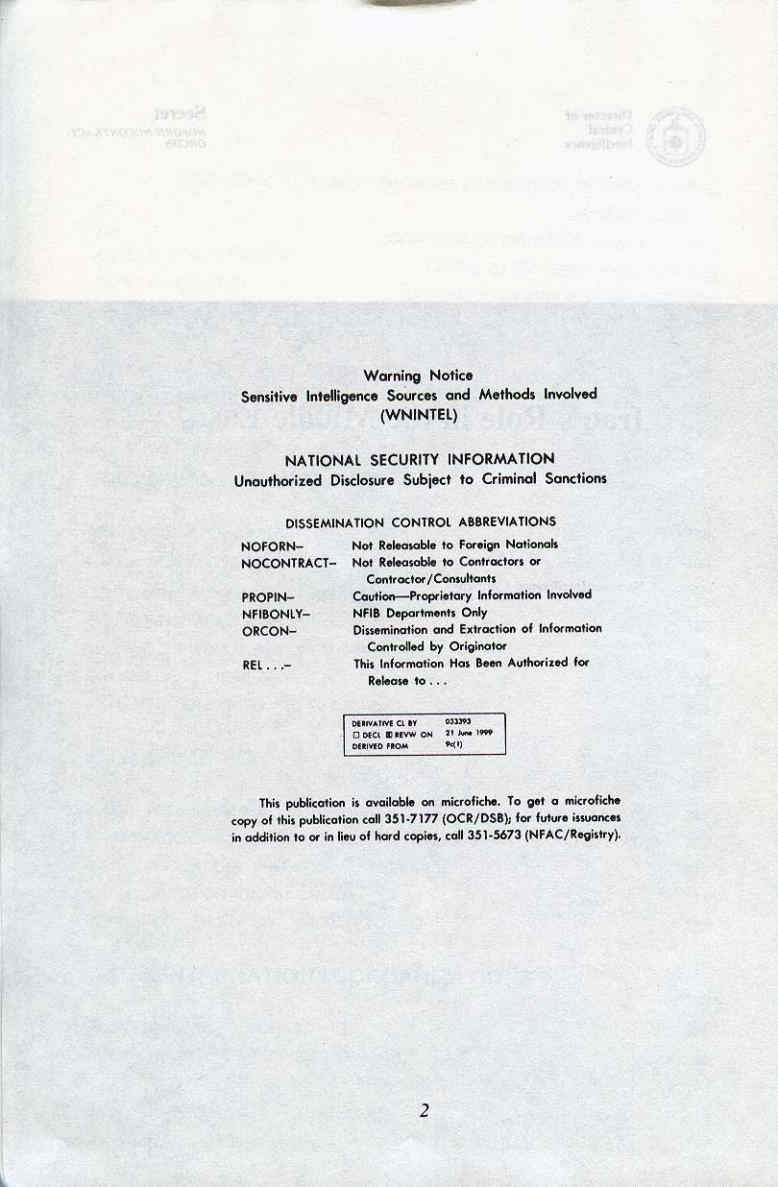 Warning Notice
Sensitive Intelligence Sources and Methods Involved
(WNINTEL)
NATIONAL SECURITY INFORMATION
Unauthorized Disclosure Subject to Criminal Sanctions
DISSEMINATION CONTROL ABBREVIATIONS
NOFORN– Not Releasable to Foreign Nationals
NOCONTRACT– Not Releasable to Contractors or
Contractor/Consultants
PROPIN– Caution—Proprietary Information Involved
NFIBONLY– NFIB Departments Only
ORCON– Dissemination and Extraction of Information
Controlled by Originator
REL . . .– This Information Has Been Authorized for
Release to . . .
DERIVATIVE CL BY 033393
☐ DECL ☒ REVW ON 21 June 1999
DERIVED FROM 9c(1)
This publication is available on microfiche. To get a microfiche
copy of this publication call 351-7177 (OCR/DSB); for future issuances
in addition to or in lieu of hard copies, call 351-5673 (NFAC/Registry).
2